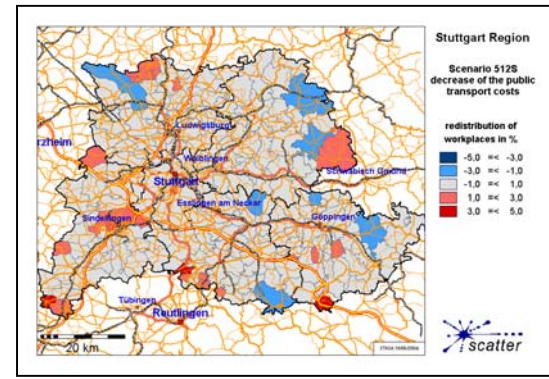 Stuttgart Region
Scenario 512S
decrease of the public
transport costs
redistribution of
workplaces in %
-5,0 =< -3,0
-3,0 =< -1,0
-1,0 =< 1,0
1,0 =< 3,0
3,0 =< 5,0
Ludwigsburg
rzheim
Waiblingen
Stuttgart
Schwäbisch Gmünd
Esslingen am Neckar
Sindelfingen
Göppingen
Tübingen
Reutlingen
20 km
scatter